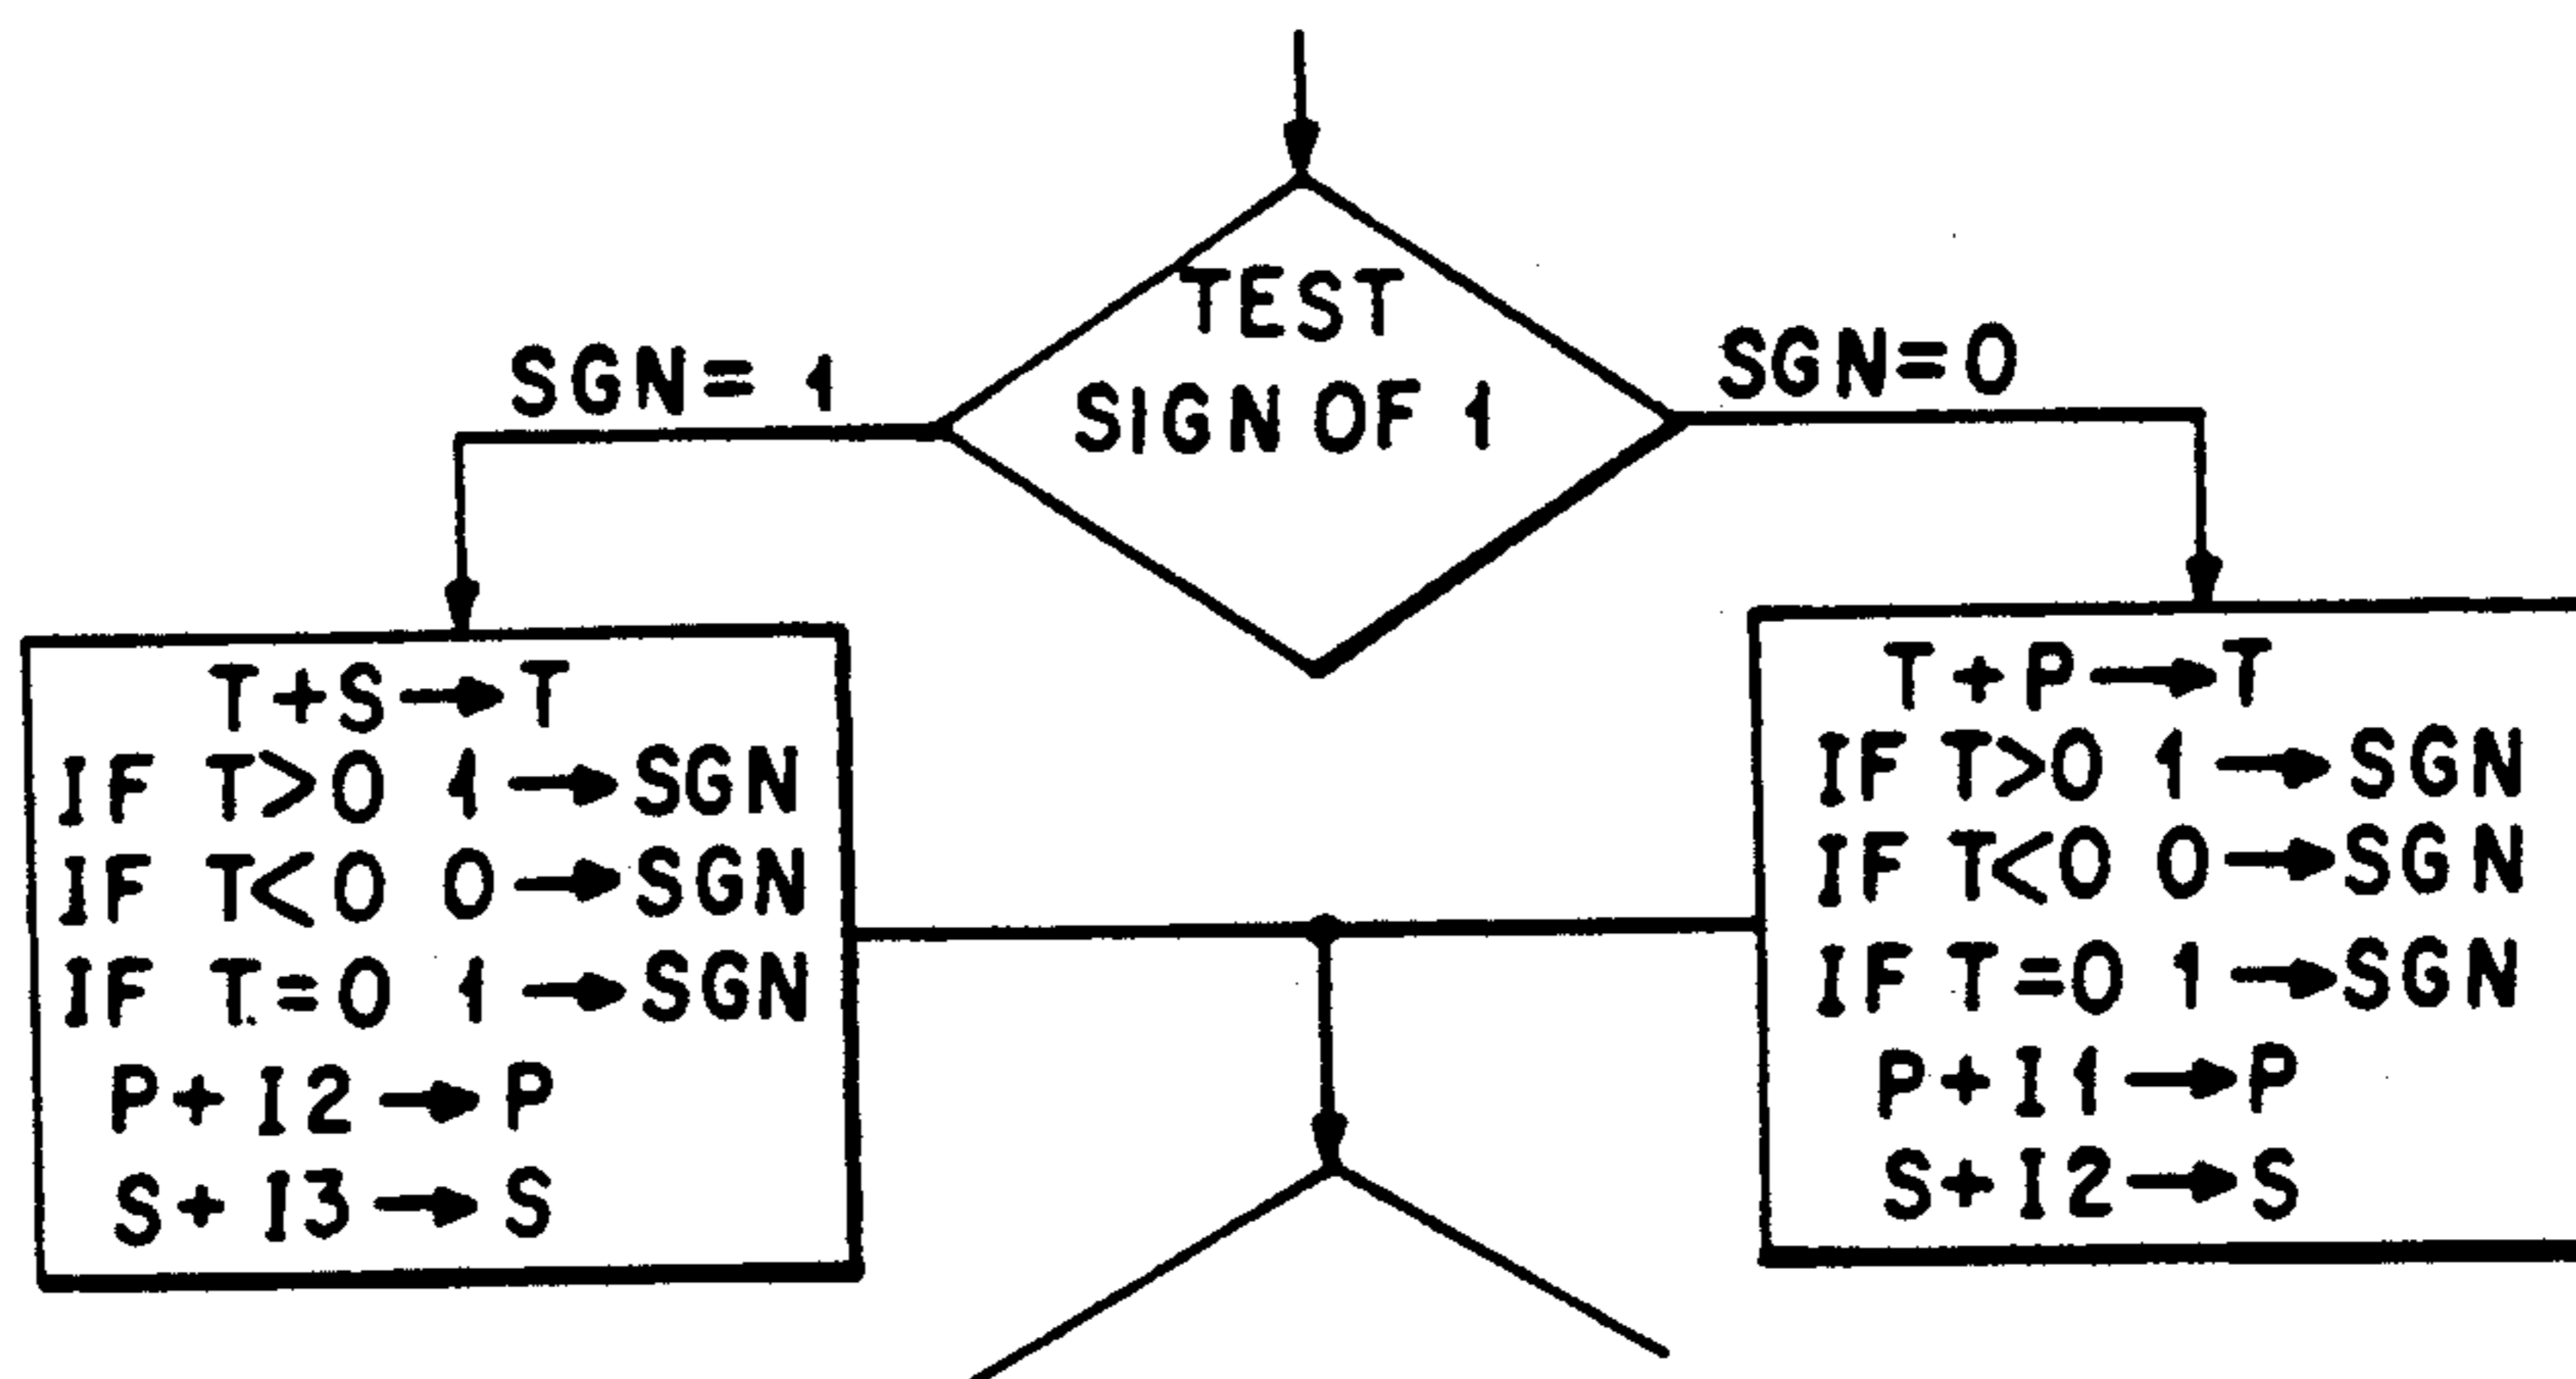 TEST
SIGN OF 1
SGN= 1
SGN=0
T+S→T
IF T>0 1→SGN
IF T<0 0→SGN
IF T=0 1→SGN
P+I2→P
S+I3→S
T+P→T
IF T>0 1→SGN
IF T<0 0→SGN
IF T=0 1→SGN
P+I1→P
S+I2→S